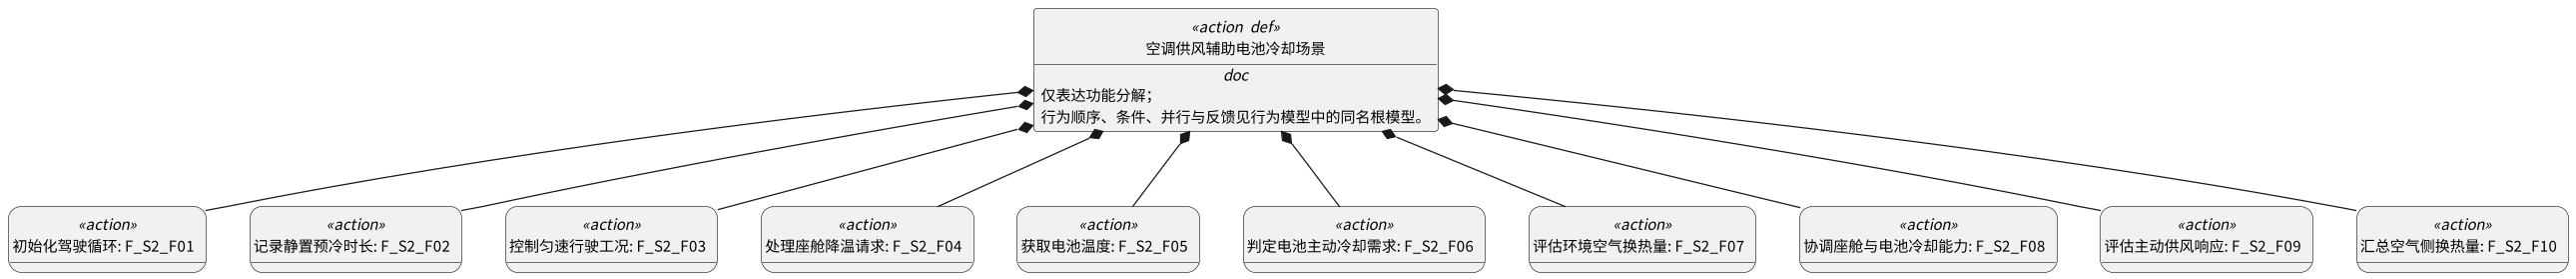 «action def»
空调供风辅助电池冷却场景
doc
仅表达功能分解；
行为顺序、条件、并行与反馈见行为模型中的同名根模型。
«action»
初始化驾驶循环: F_S2_F01
«action»
记录静置预冷时长: F_S2_F02
«action»
控制匀速行驶工况: F_S2_F03
«action»
处理座舱降温请求: F_S2_F04
«action»
获取电池温度: F_S2_F05
«action»
判定电池主动冷却需求: F_S2_F06
«action»
评估环境空气换热量: F_S2_F07
«action»
协调座舱与电池冷却能力: F_S2_F08
«action»
评估主动供风响应: F_S2_F09
«action»
汇总空气侧换热量: F_S2_F10